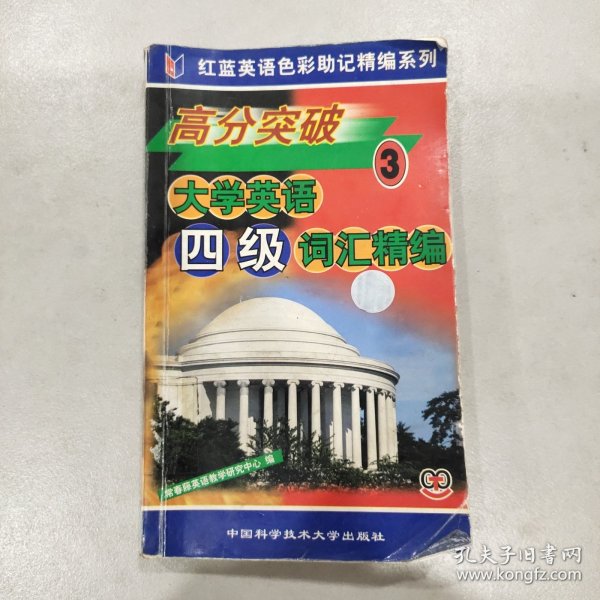 红蓝英语色彩助记精编系列
高分突破
3
大学英语
四级词汇精编
常春藤英语教学研究中心 编
中国科学技术大学出版社
孔夫子旧书网
www.kongfz.com